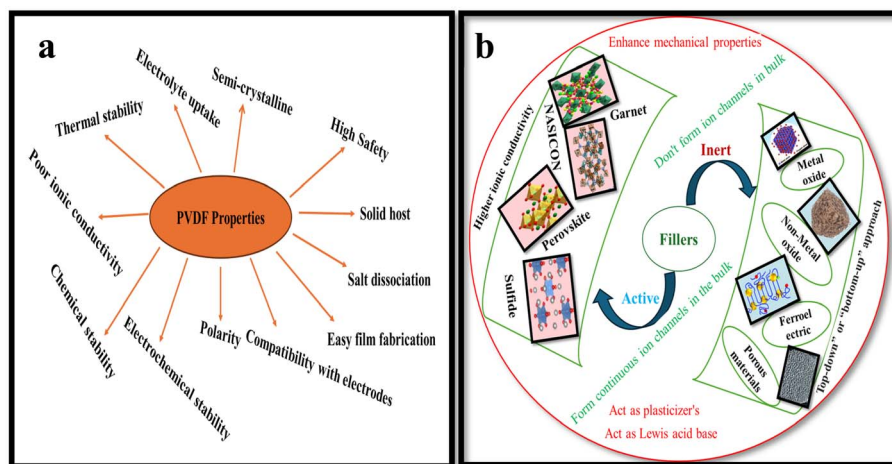 a
Electrolyte uptake
Semi-crystalline
Thermal stability
High Safety
Poor ionic conductivity
PVDF Properties
Solid host
Salt dissociation
Chemical stability
Electrochemical stability
Polarity
Compatibility with electrodes
Easy film fabrication
b
Enhance mechanical properties
Higher ionic conductivity
NASICON
Garnet
Don't form ion channels in bulk
Inert
Metal
oxide
Perovskite
Fillers
Non-Metal
oxide
Sulfide
Active
Ferroel
ectric
Porous
materials
Top-down" or "bottom-up" approach
Form continuous ion channels in the bulk
Act as plasticizer's
Act as Lewis acid base